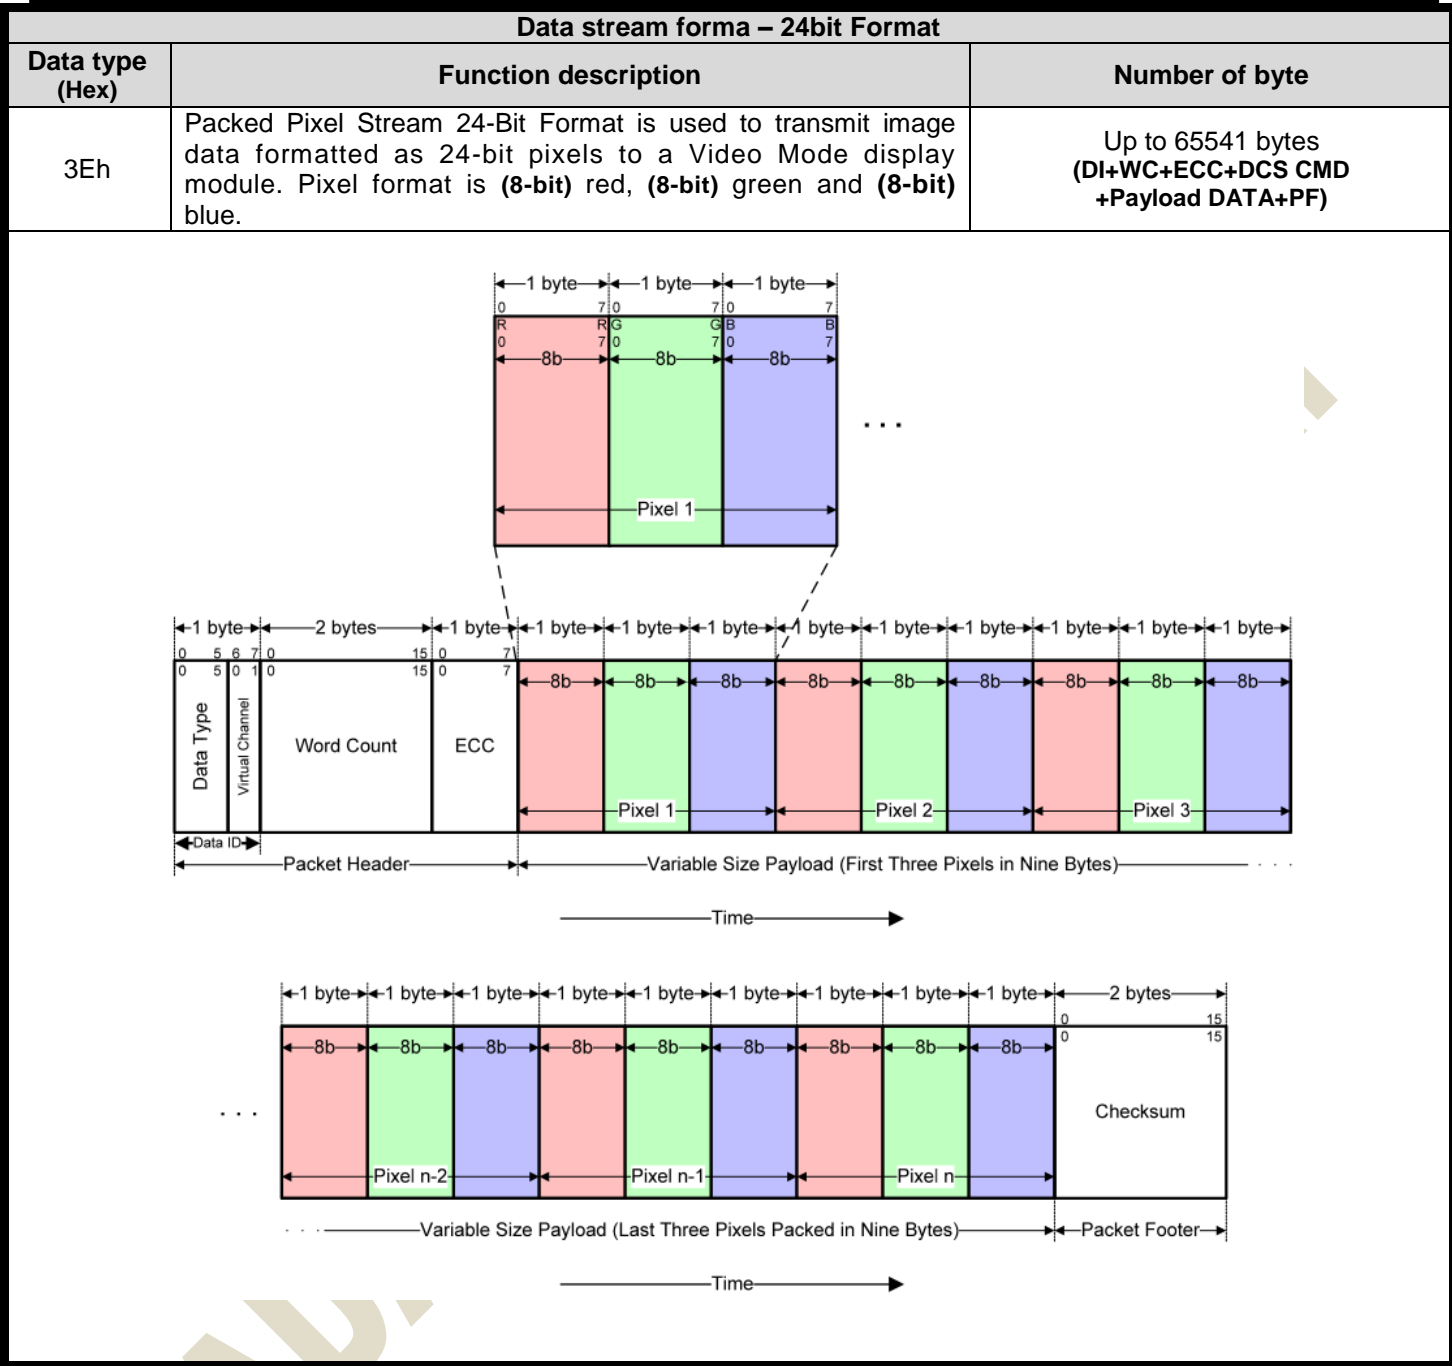 Data stream forma – 24bit Format
Data type
(Hex)
Function description
Number of byte
3Eh
Packed Pixel Stream 24-Bit Format is used to transmit image
data formatted as 24-bit pixels to a Video Mode display
module. Pixel format is (8-bit) red, (8-bit) green and (8-bit)
blue.
Up to 65541 bytes
(DI+WC+ECC+DCS CMD
+Payload DATA+PF)
1 byte 1 byte 1 byte
0 7 0 7 0 7
R R G G B B
0 7 0 7 0 7
8b 8b 8b
. . .
Pixel 1
1 byte 2 bytes 1 byte 1 byte 1 byte 1 byte 1 byte 1 byte 1 byte 1 byte 1 byte 1 byte
0 5 6 7 0 15 0 7
0 5 0 1 0 15 0 7
8b 8b 8b 8b 8b 8b 8b 8b 8b
Data Type
Virtual Channel
Word Count
ECC
Pixel 1 Pixel 2 Pixel 3
Data ID
Packet Header Variable Size Payload (First Three Pixels in Nine Bytes) . . .
Time
1 byte 1 byte 1 byte 1 byte 1 byte 1 byte 1 byte 1 byte 1 byte 2 bytes
0 15
0 15
8b 8b 8b 8b 8b 8b 8b 8b 8b
. . .
Checksum
Pixel n-2 Pixel n-1 Pixel n
. . . Variable Size Payload (Last Three Pixels Packed in Nine Bytes) Packet Footer
Time